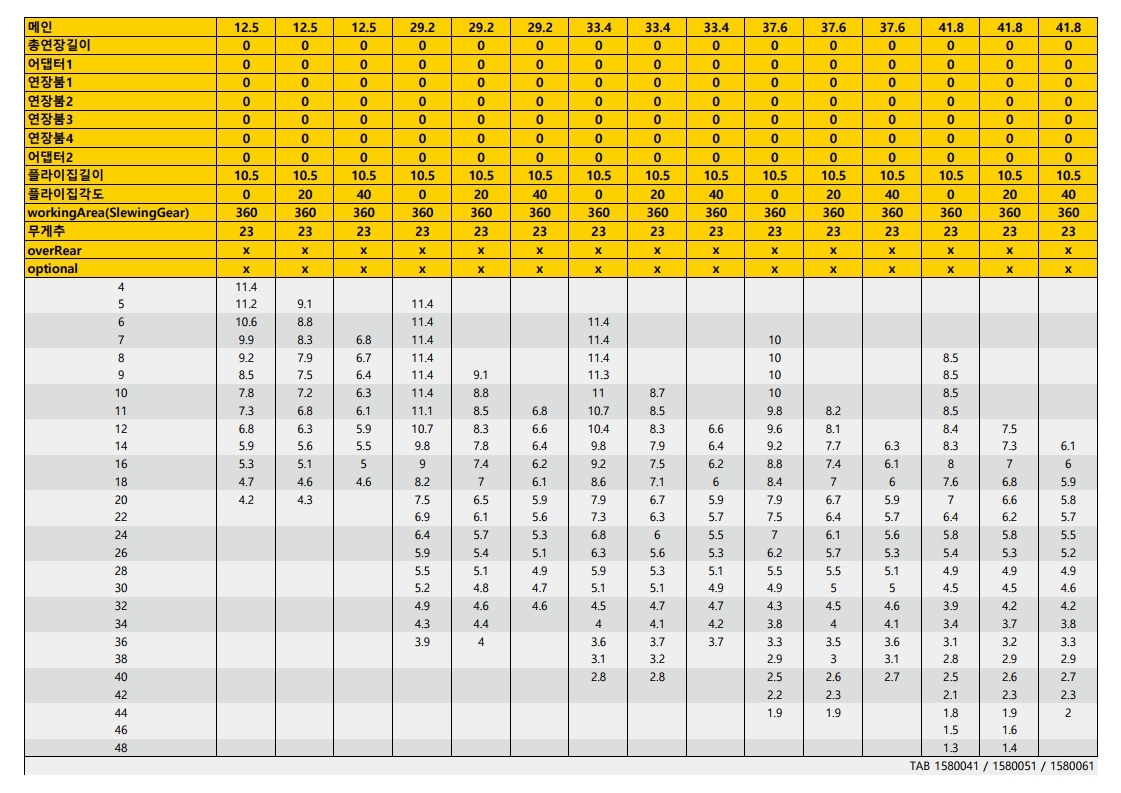 메인 12.5 12.5 12.5 29.2 29.2 29.2 33.4 33.4 33.4 37.6 37.6 37.6 41.8 41.8 41.8
총연장길이 0 0 0 0 0 0 0 0 0 0 0 0 0 0 0
어댑터1 0 0 0 0 0 0 0 0 0 0 0 0 0 0 0
연장붐1 0 0 0 0 0 0 0 0 0 0 0 0 0 0 0
연장붐2 0 0 0 0 0 0 0 0 0 0 0 0 0 0 0
연장붐3 0 0 0 0 0 0 0 0 0 0 0 0 0 0 0
연장붐4 0 0 0 0 0 0 0 0 0 0 0 0 0 0 0
어댑터2 0 0 0 0 0 0 0 0 0 0 0 0 0 0 0
플라이집길이 10.5 10.5 10.5 10.5 10.5 10.5 10.5 10.5 10.5 10.5 10.5 10.5 10.5 10.5 10.5
플라이집각도 0 20 40 0 20 40 0 20 40 0 20 40 0 20 40
workingArea(SlewingGear) 360 360 360 360 360 360 360 360 360 360 360 360 360 360 360
무게추 23 23 23 23 23 23 23 23 23 23 23 23 23 23 23
overRear x x x x x x x x x x x x x x x
optional x x x x x x x x x x x x x x x
4 11.4
5 11.2 9.1 11.4
6 10.6 8.8 11.4 11.4
7 9.9 8.3 6.8 11.4 11.4 10
8 9.2 7.9 6.7 11.4 11.4 10 8.5
9 8.5 7.5 6.4 11.4 9.1 11.3 10 8.5
10 7.8 7.2 6.3 11.4 8.8 11 8.7 10 8.5
11 7.3 6.8 6.1 11.1 8.5 6.8 10.7 8.5 9.8 8.2 8.5
12 6.8 6.3 5.9 10.7 8.3 6.6 10.4 8.3 6.6 9.6 8.1 8.4 7.5
14 5.9 5.6 5.5 9.8 7.8 6.4 9.8 7.9 6.4 9.2 7.7 6.3 8.3 7.3 6.1
16 5.3 5.1 5 9 7.4 6.2 9.2 7.5 6.2 8.8 7.4 6.1 8 7 6
18 4.7 4.6 4.6 8.2 7 6.1 8.6 7.1 6 8.4 7 6 7.6 6.8 5.9
20 4.2 4.3 7.5 6.5 5.9 7.9 6.7 5.9 7.9 6.7 5.9 7 6.6 5.8
22 6.9 6.1 5.6 7.3 6.3 5.7 7.5 6.4 5.7 6.4 6.2 5.7
24 6.4 5.7 5.3 6.8 6 5.5 7 6.1 5.6 5.8 5.8 5.5
26 5.9 5.4 5.1 6.3 5.6 5.3 6.2 5.7 5.3 5.4 5.3 5.2
28 5.5 5.1 4.9 5.9 5.3 5.1 5.5 5.5 5.1 4.9 4.9 4.9
30 5.2 4.8 4.7 5.1 5.1 4.9 4.9 5 5 4.5 4.5 4.6
32 4.9 4.6 4.6 4.5 4.7 4.7 4.3 4.5 4.6 3.9 4.2 4.2
34 4.3 4.4 4 4.1 4.2 3.8 4 4.1 3.4 3.7 3.8
36 3.9 4 3.6 3.7 3.7 3.3 3.5 3.6 3.1 3.2 3.3
38 3.1 3.2 2.9 3 3.1 2.8 2.9 2.9
40 2.8 2.8 2.5 2.6 2.7 2.5 2.6 2.7
42 2.2 2.3 2.1 2.3 2.3
44 1.9 1.9 1.8 1.9 2
46 1.5 1.6
48 1.3 1.4
TAB 1580041 / 1580051 / 1580061